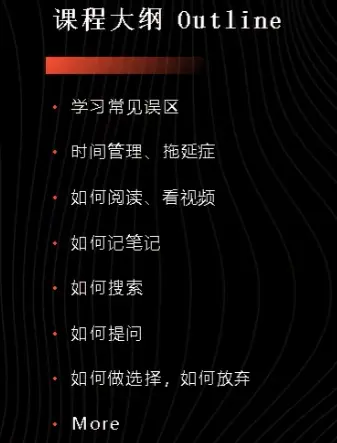 课程大纲 Outline
学习常见误区
时间管理、拖延症
如何阅读、看视频
如何记笔记
如何搜索
如何提问
如何做选择，如何放弃
More